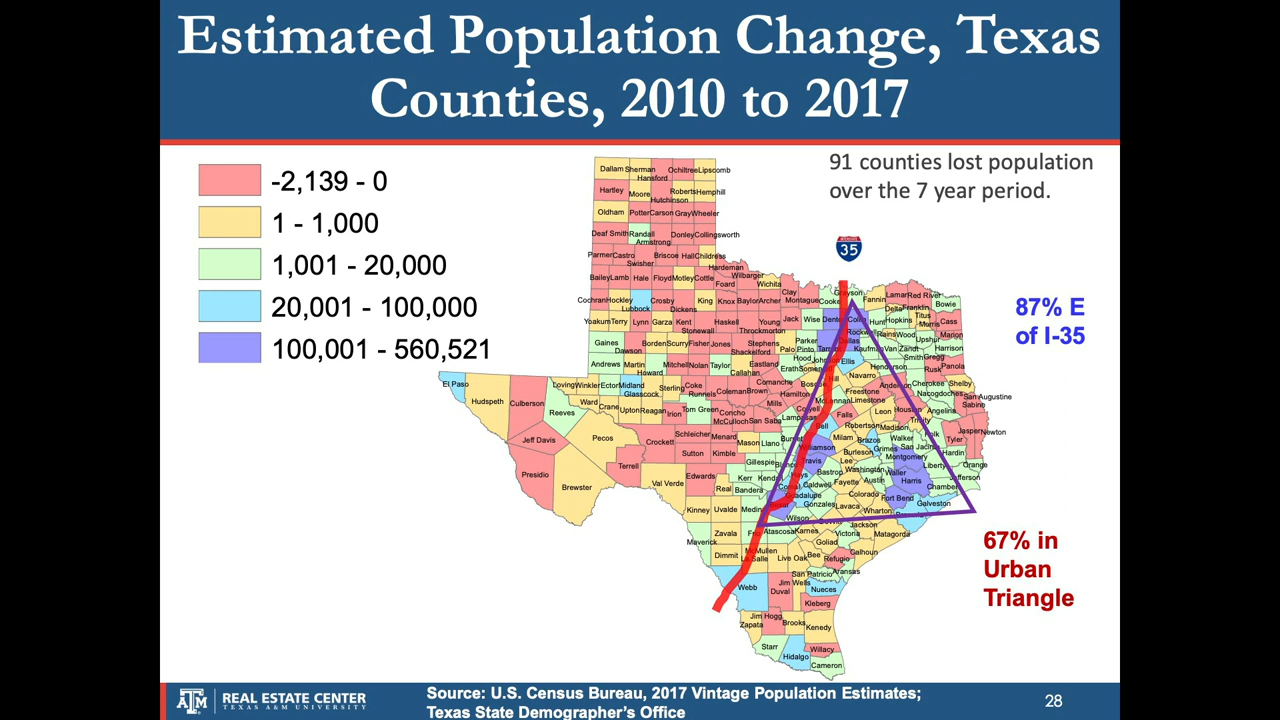 Estimated Population Change, Texas
Counties, 2010 to 2017
-2,139 - 0
1 - 1,000
1,001 - 20,000
20,001 - 100,000
100,001 - 560,521
91 counties lost population
over the 7 year period.
35
87% E
of I-35
67% in
Urban
Triangle
Dallam Sherman Ochiltree Lipscomb
Hansford
Hartley Moore Roberts Hemphill
Hutchinson
Oldham Potter Carson Gray Wheeler
Deaf Smith Randall Donley Collingsworth
Armstrong
Parmer Castro Briscoe Hall Childress
Swisher Hardeman
Bailey Lamb Hale Floyd Motley Cottle Wilbarger
Foard Wichita
Cochran Hockley Crosby King Knox Baylor Archer Clay Montague Cooke Grayson Fannin Lamar Red River
Lubbock Dickens Delta Franklin Bowie
Yoakum Terry Lynn Garza Kent Haskell Young Jack Wise Dent Collin Hunt Hopkins Titus Morris Cass
Stonewall Throckmorton Rockw Rains Wood Upshur Marion
Gaines Borden Scurry Fisher Jones Stephens Palo Pinto Parker Tarr Dallas Kaufman Van Zandt Harrison
Dawson Shackelford Hood John Ellis Smith Gregg
Andrews Martin Mitchell Nolan Taylor Eastland Erath Somerv Henderson Rusk Panola
Howard Callahan Hill Navarro
El Paso Loving Winkler Ector Midland Sterling Coke Coleman Brown Comanche Bosque Anderson Cherokee Shelby
Glasscock Runnels Hamilton Freestone Nacogdoches
Hudspeth Culberson Ward Crane Upton Reagan Irion Tom Green Concho Mills McLennan Limestone San Augustine
Reeves McCulloch San Saba Coryell Falls Leon Houston Angelina Sabine
Lampas Bell Trinity
Jeff Davis Pecos Crockett Schleicher Menard Mason Llano Burnet Milam Robertson Madison Walker Polk Tyler Jasper Newton
Williamson Brazos Grimes San Jacin
Presidio Terrell Sutton Kimble Gillespie Blanco Travis Lee Burleson Montgomery Hardin
Brewster Val Verde Edwards Kerr Kendall Hays Bastrop Washington Waller Liberty Orange
Real Bandera Comal Caldwell Fayette Austin Harris Jefferson
Guadalupe Chambers
Kinney Uvalde Medin Bexar Gonzales Colorado Fort Bend Galveston
Wilson Lavaca Wharton
Maverick Zavala Frio Atascosa Karnes DeWitt Victoria Jackson Matagorda
Dimmit McMullen Live Oak Bee Goliad Calhoun
La Salle Refugio
Webb Duval Jim Wells San Patricio Aransas
Nueces
Kleberg
Zapata Jim Hogg Brooks Kenedy
Starr Hidalgo Willacy
Cameron
ATM
REAL ESTATE CENTER
TEXAS A&M UNIVERSITY
Source: U.S. Census Bureau, 2017 Vintage Population Estimates;
Texas State Demographer's Office
28